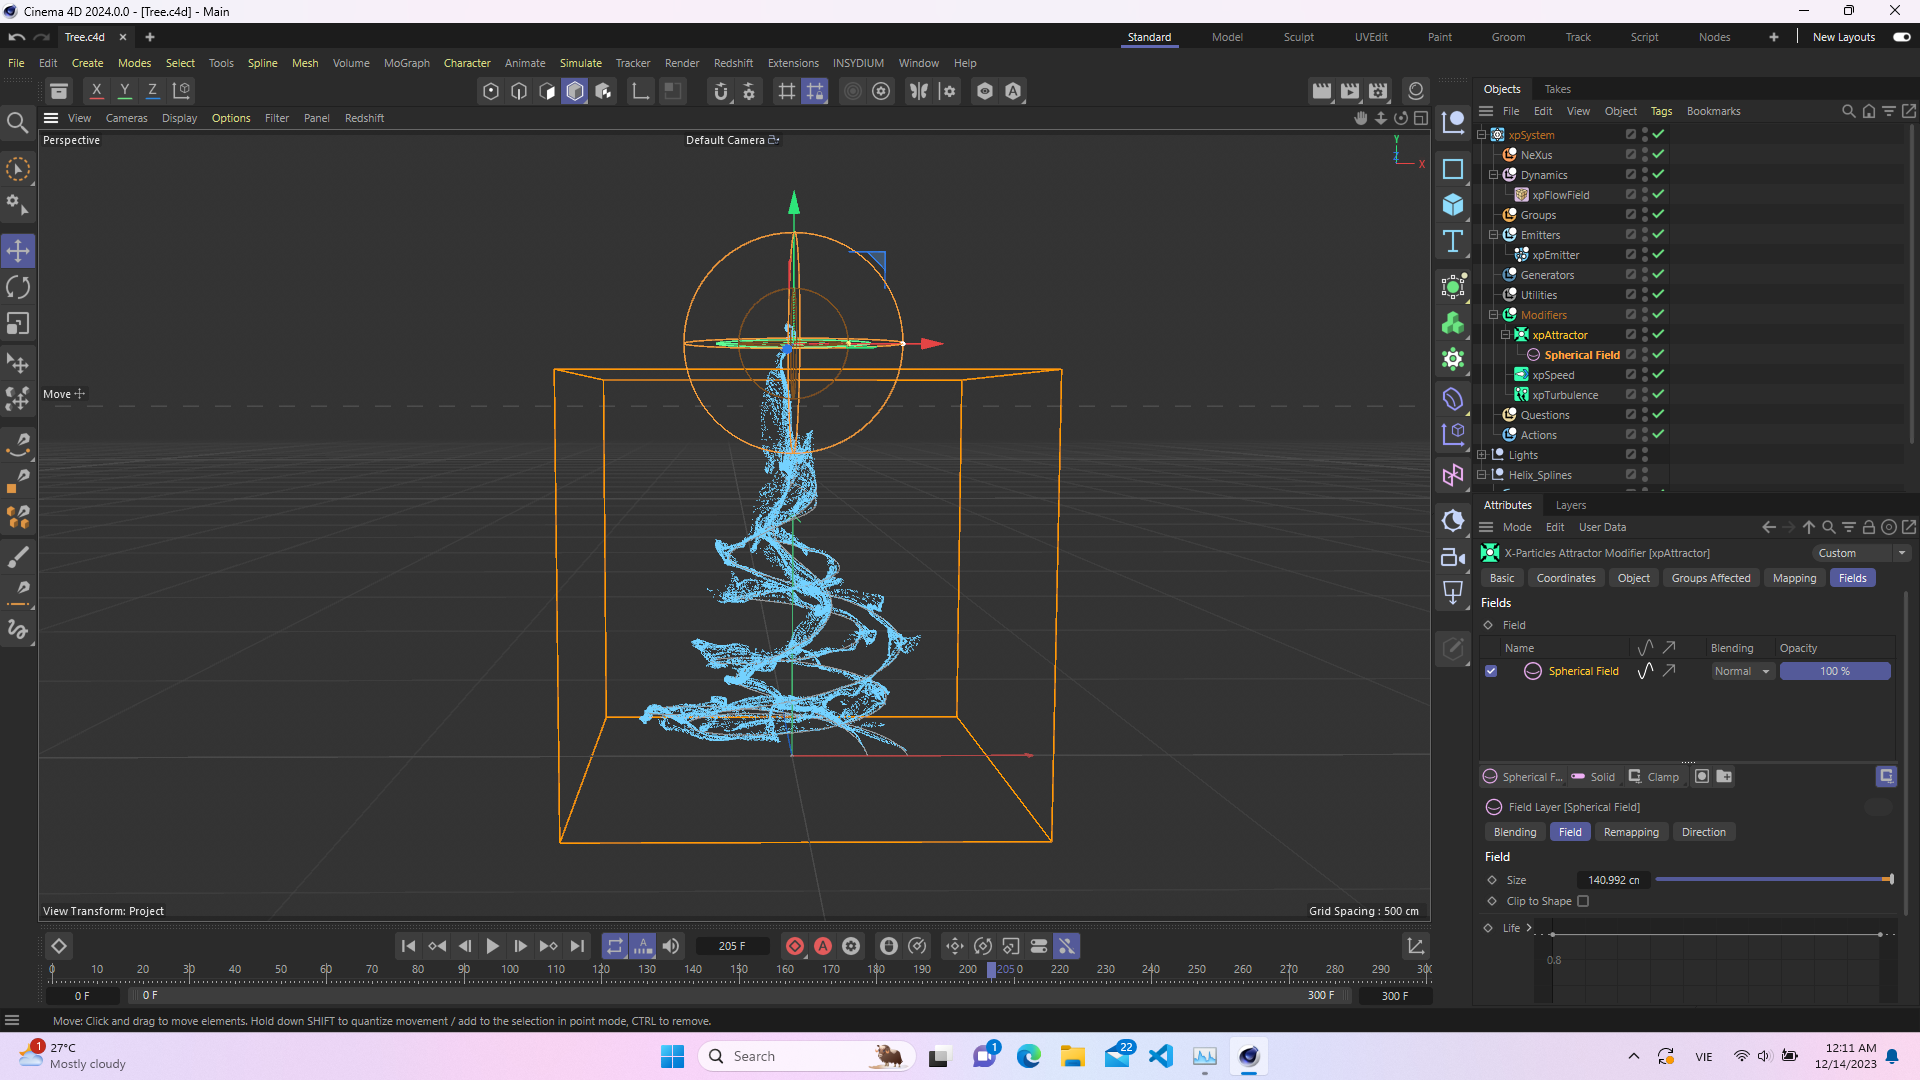 Cinema 4D 2024.0.0 - [Tree.c4d] - Main
Tree.c4d
Standard Model Sculpt UVEdit Paint Groom Track Script Nodes New Layouts
File Edit Create Modes Select Tools Spline Mesh Volume MoGraph Character Animate Simulate Tracker Render Redshift Extensions INSYDIUM Window Help
X Y Z
View Cameras Display Options Filter Panel Redshift
Perspective
Default Camera
Y
Z
X
Move
View Transform: Project
Grid Spacing : 500 cm
Objects Takes
File Edit View Object Tags Bookmarks
xpSystem
NeXus
Dynamics
xpFlowField
Groups
Emitters
xpEmitter
Generators
Utilities
Modifiers
xpAttractor
Spherical Field
xpSpeed
xpTurbulence
Questions
Actions
Lights
Helix_Splines
Attributes Layers
Mode Edit User Data
X-Particles Attractor Modifier [xpAttractor]
Custom
Basic Coordinates Object Groups Affected Mapping Fields
Fields
Field
Name Blending Opacity
Spherical Field Normal 100 %
Spherical F... Solid Clamp
Field Layer [Spherical Field]
Blending Field Remapping Direction
Field
Size 140.992 cn
Clip to Shape
Life
0.8
205 F
0 10 20 30 40 50 60 70 80 90 100 110 120 130 140 150 160 170 180 190 200 205 0 220 230 240 250 260 270 280 290 300
0 F 0 F 300 F 300 F
Move: Click and drag to move elements. Hold down SHIFT to quantize movement / add to the selection in point mode, CTRL to remove.
1
27°C
Mostly cloudy
Search
1
22
VIE
12:11 AM
12/14/2023